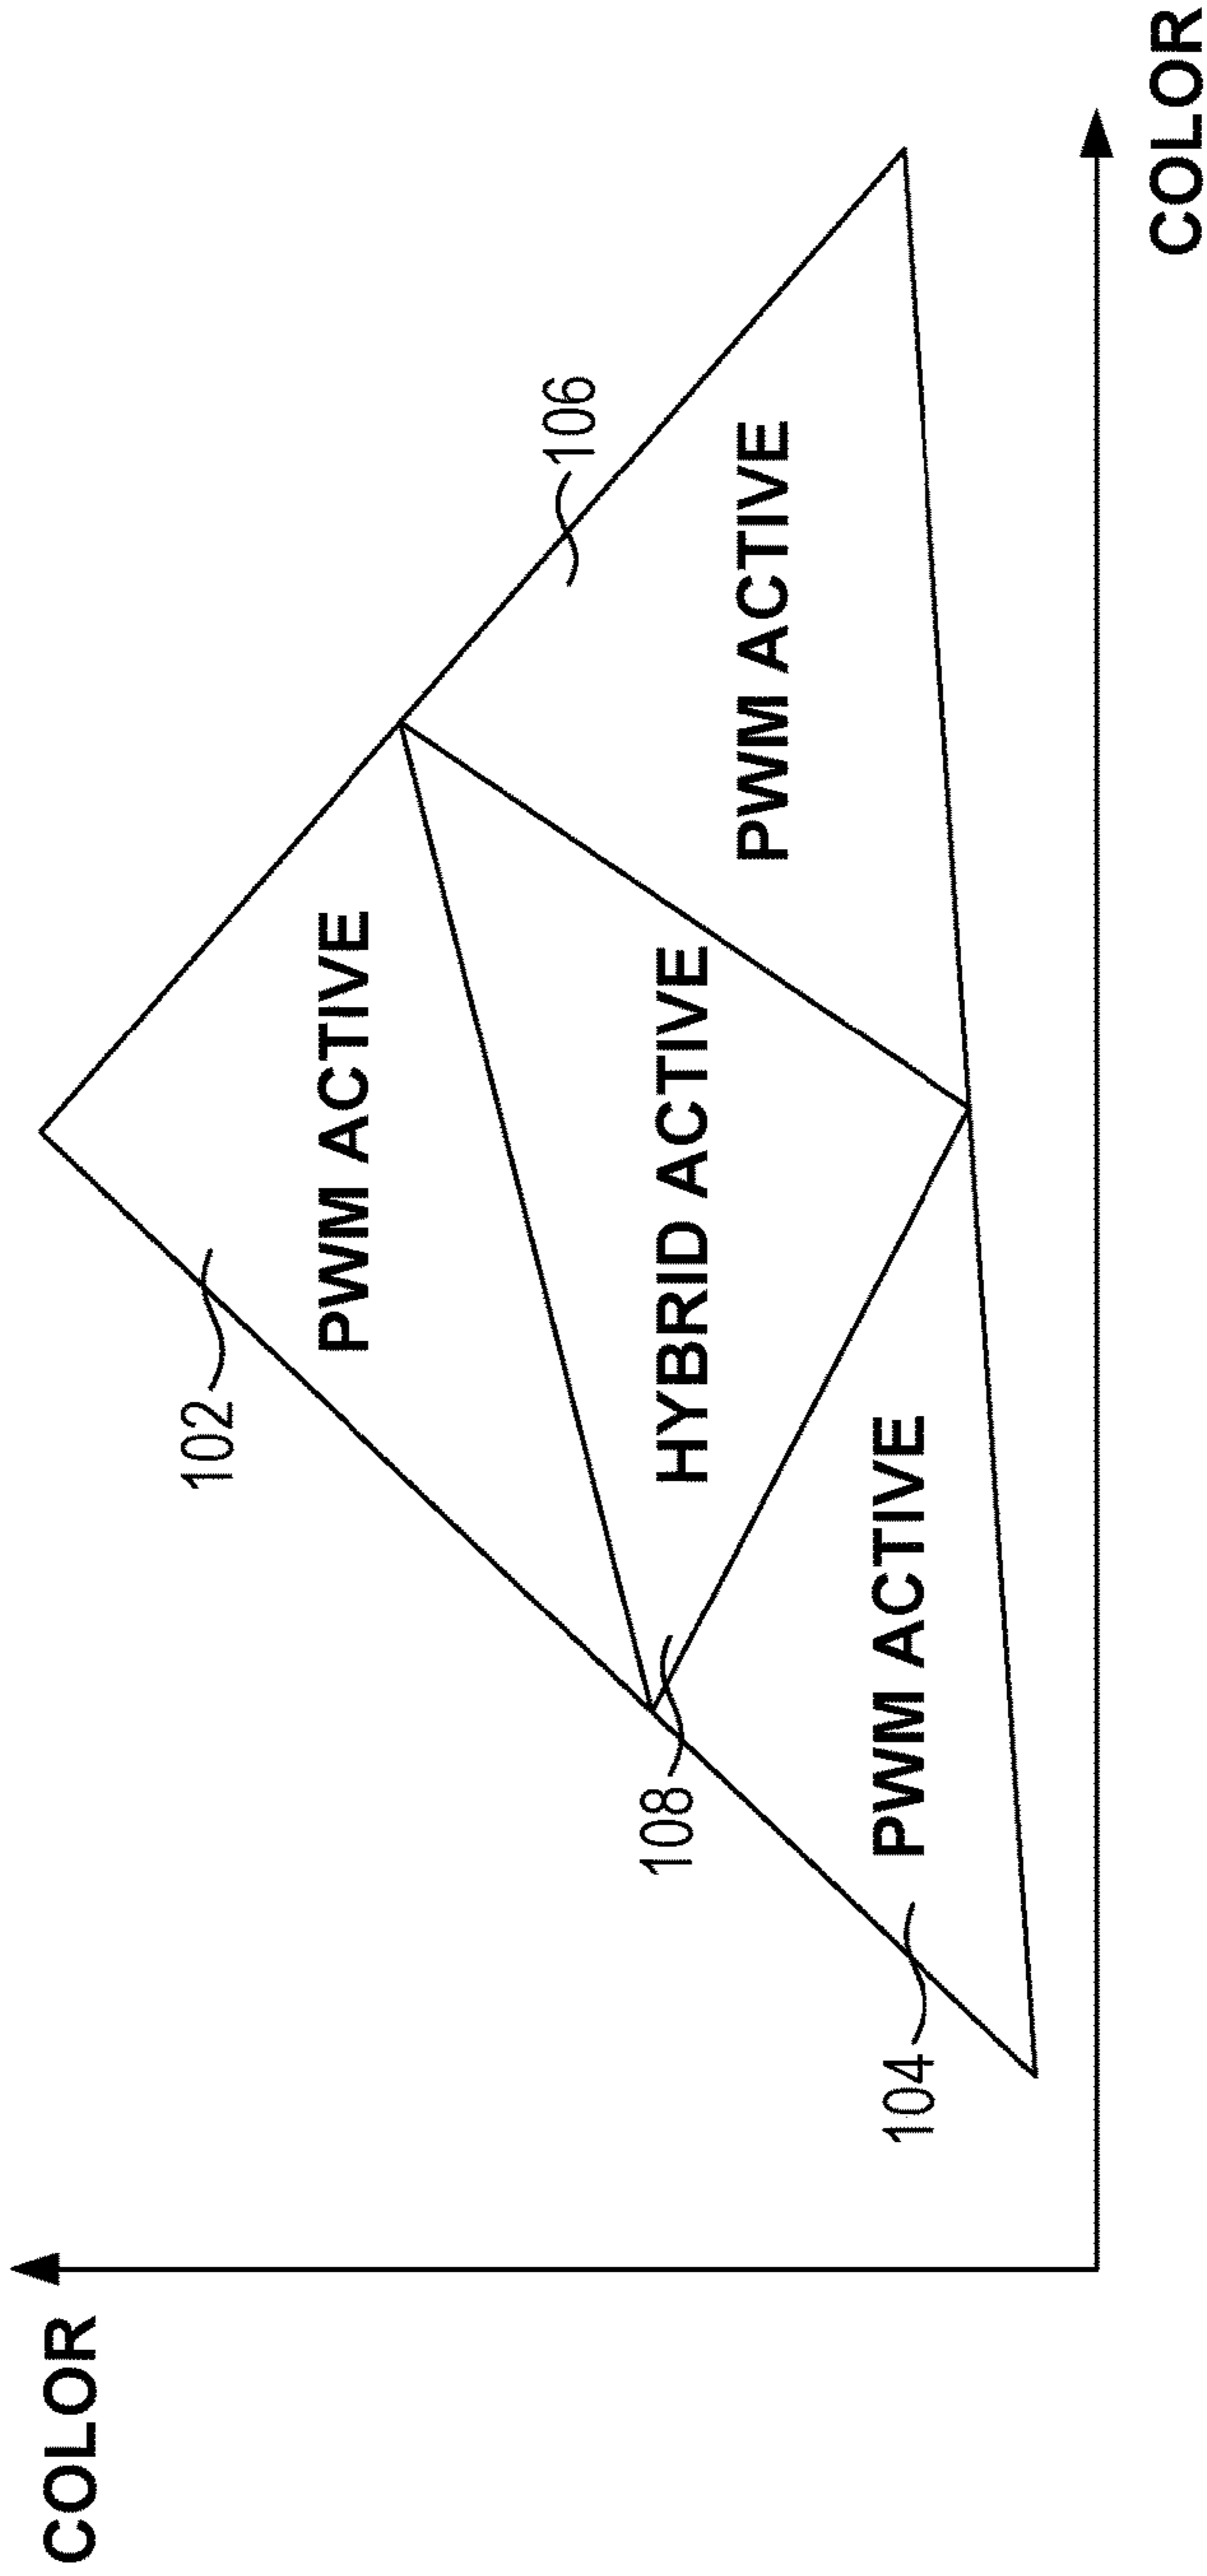 COLOR
102
PWM ACTIVE
106
108
HYBRID ACTIVE
PWM ACTIVE
104
PWM ACTIVE
COLOR